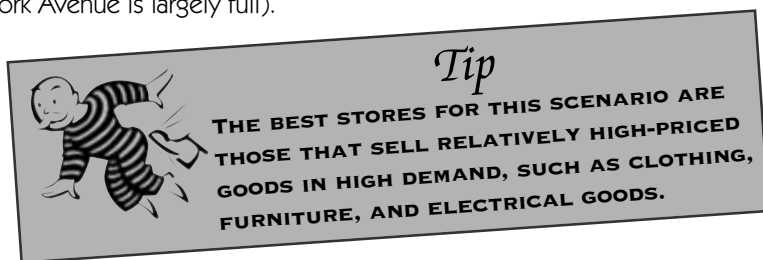 ork Avenue is largely full).
Tip
THE BEST STORES FOR THIS SCENARIO ARE
THOSE THAT SELL RELATIVELY HIGH-PRICED
GOODS IN HIGH DEMAND, SUCH AS CLOTHING,
FURNITURE, AND ELECTRICAL GOODS.